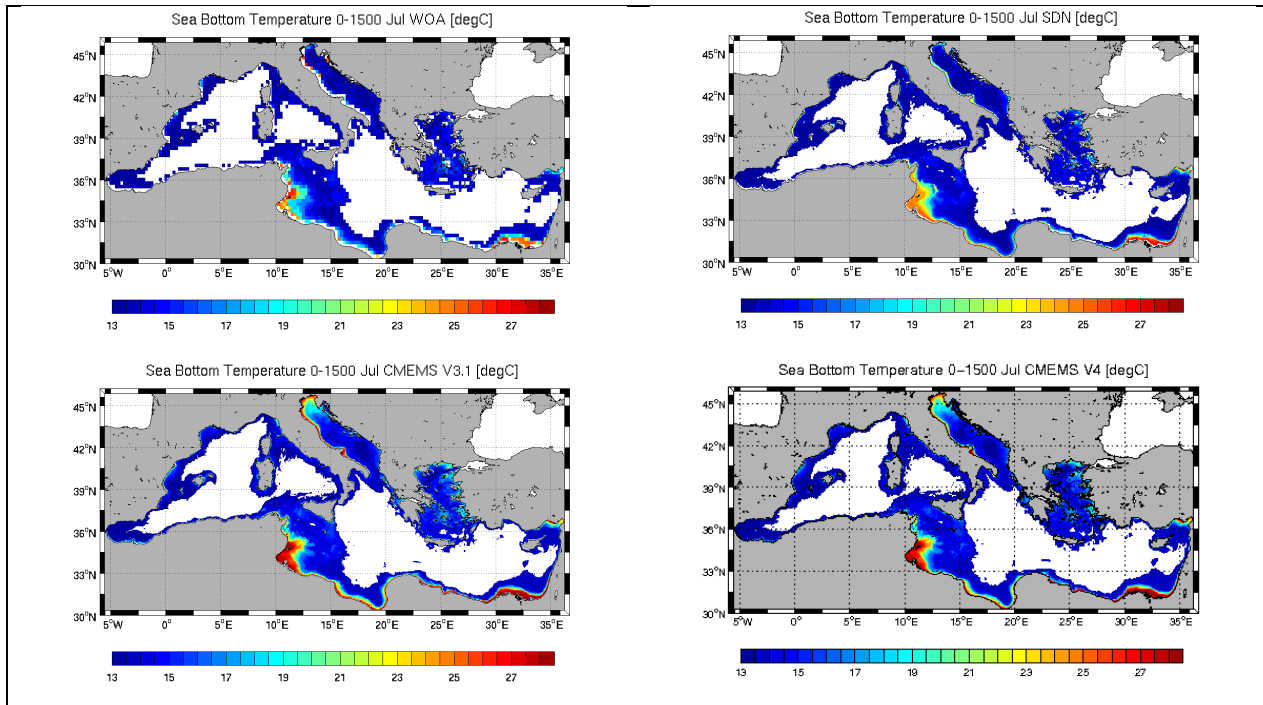 Sea Bottom Temperature 0-1500 Jul WOA [degC]
45°N
42°N
39°N
36°N
33°N
30°N
5°W 0° 5°E 10°E 15°E 20°E 25°E 30°E 35°E
13 15 17 19 21 23 25 27
Sea Bottom Temperature 0-1500 Jul SDN [degC]
45°N
42°N
39°N
36°N
33°N
30°N
5°W 0° 5°E 10°E 15°E 20°E 25°E 30°E 35°E
13 15 17 19 21 23 25 27
Sea Bottom Temperature 0-1500 Jul CMEMS V3.1 [degC]
45°N
42°N
39°N
36°N
33°N
30°N
5°W 0° 5°E 10°E 15°E 20°E 25°E 30°E 35°E
13 15 17 19 21 23 25 27
Sea Bottom Temperature 0-1500 Jul CMEMS V4 [degC]
45°N
42°N
39°N
36°N
33°N
30°N
5°W 0° 5°E 10°E 15°E 20°E 25°E 30°E 35°E
13 15 17 19 21 23 25 27